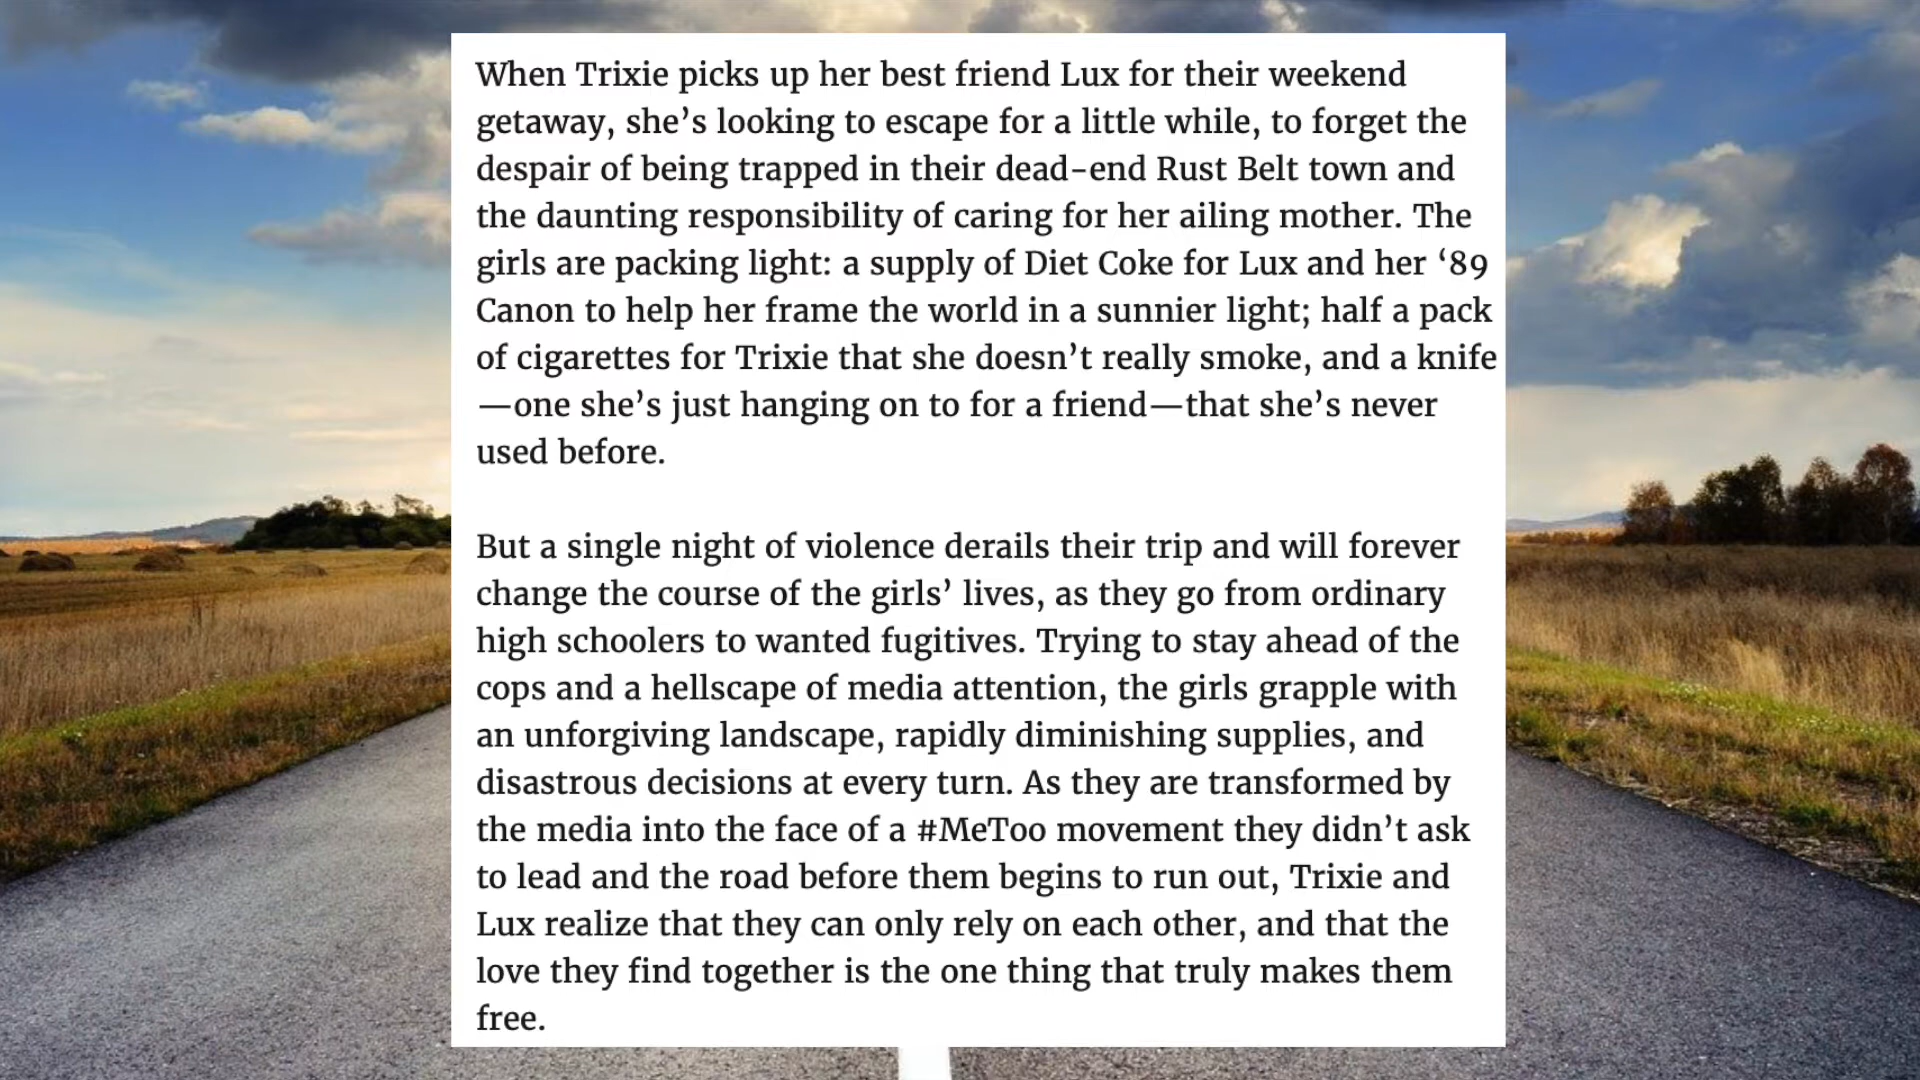 When Trixie picks up her best friend Lux for their weekend
getaway, she’s looking to escape for a little while, to forget the
despair of being trapped in their dead-end Rust Belt town and
the daunting responsibility of caring for her ailing mother. The
girls are packing light: a supply of Diet Coke for Lux and her ‘89
Canon to help her frame the world in a sunnier light; half a pack
of cigarettes for Trixie that she doesn’t really smoke, and a knife
—one she’s just hanging on to for a friend—that she’s never
used before.
But a single night of violence derails their trip and will forever
change the course of the girls’ lives, as they go from ordinary
high schoolers to wanted fugitives. Trying to stay ahead of the
cops and a hellscape of media attention, the girls grapple with
an unforgiving landscape, rapidly diminishing supplies, and
disastrous decisions at every turn. As they are transformed by
the media into the face of a #MeToo movement they didn’t ask
to lead and the road before them begins to run out, Trixie and
Lux realize that they can only rely on each other, and that the
love they find together is the one thing that truly makes them
free.